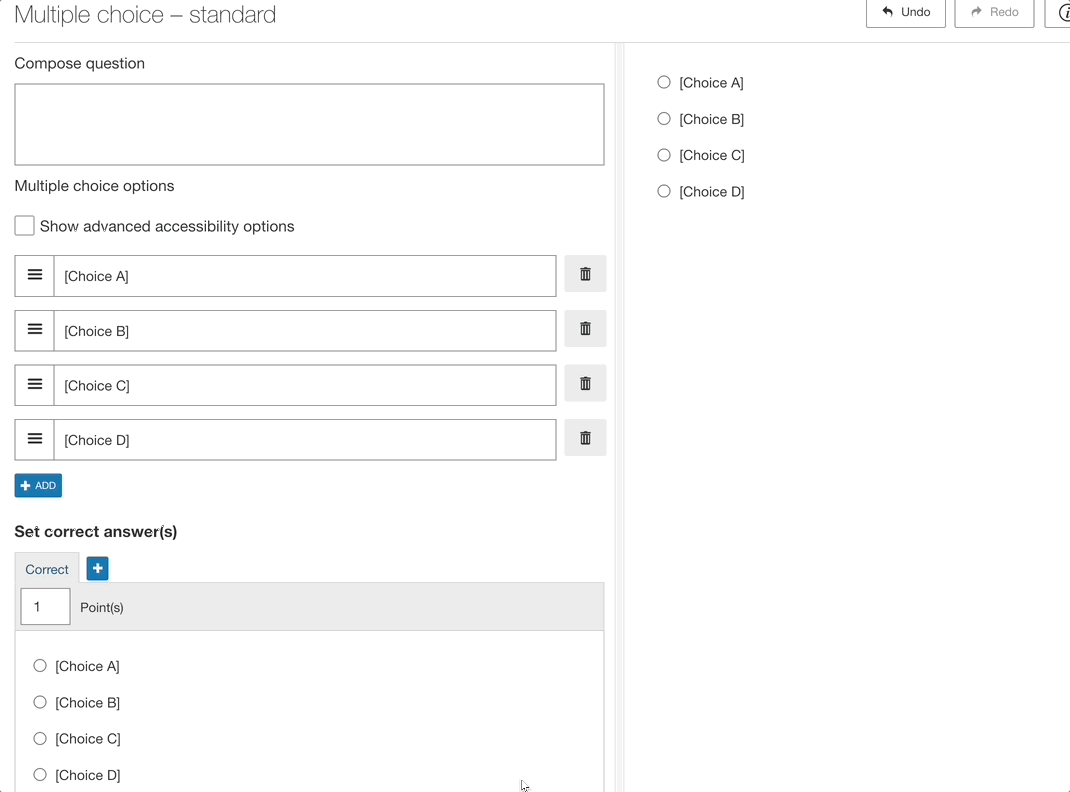 Multiple choice – standard
Undo
Redo
Compose question
Multiple choice options
Show advanced accessibility options
[Choice A]
[Choice B]
[Choice C]
[Choice D]
ADD
Set correct answer(s)
Correct
1 Point(s)
[Choice A]
[Choice B]
[Choice C]
[Choice D]
[Choice A]
[Choice B]
[Choice C]
[Choice D]